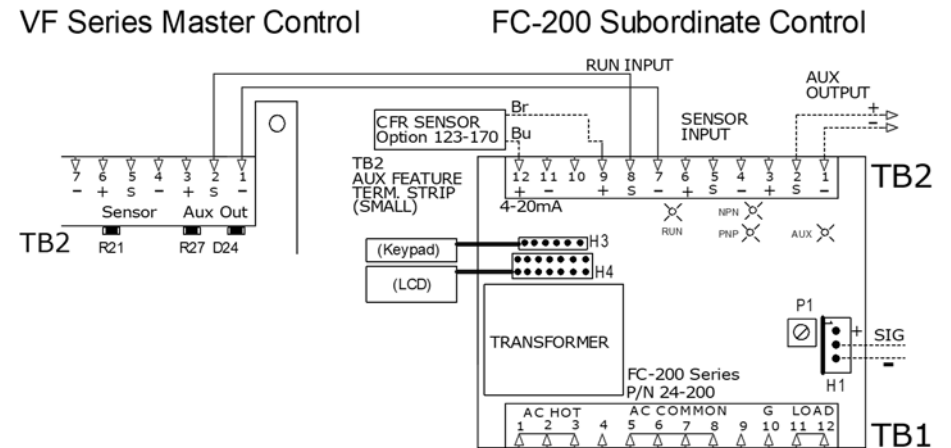 VF Series Master Control
FC-200 Subordinate Control
RUN INPUT
AUX
OUTPUT
+
-
CFR SENSOR
Option 123-170
Br
Bu
SENSOR
INPUT
TB2
AUX FEATURE
TERM. STRIP
(SMALL)
7 6 5 4 3 2 1
- + S - + S -
Sensor Aux Out
TB2
R21 R27 D24
12 11 10 9 8 7 6 5 4 3 2 1
+ - + S - + S - + S -
TB2
4-20mA
RUN
NPN
PNP
AUX
H3
H4
(Keypad)
(LCD)
TRANSFORMER
P1
+
SIG
-
H1
FC-200 Series
P/N 24-200
AC HOT AC COMMON G LOAD
1 2 3 4 5 6 7 8 9 10 11 12
TB1